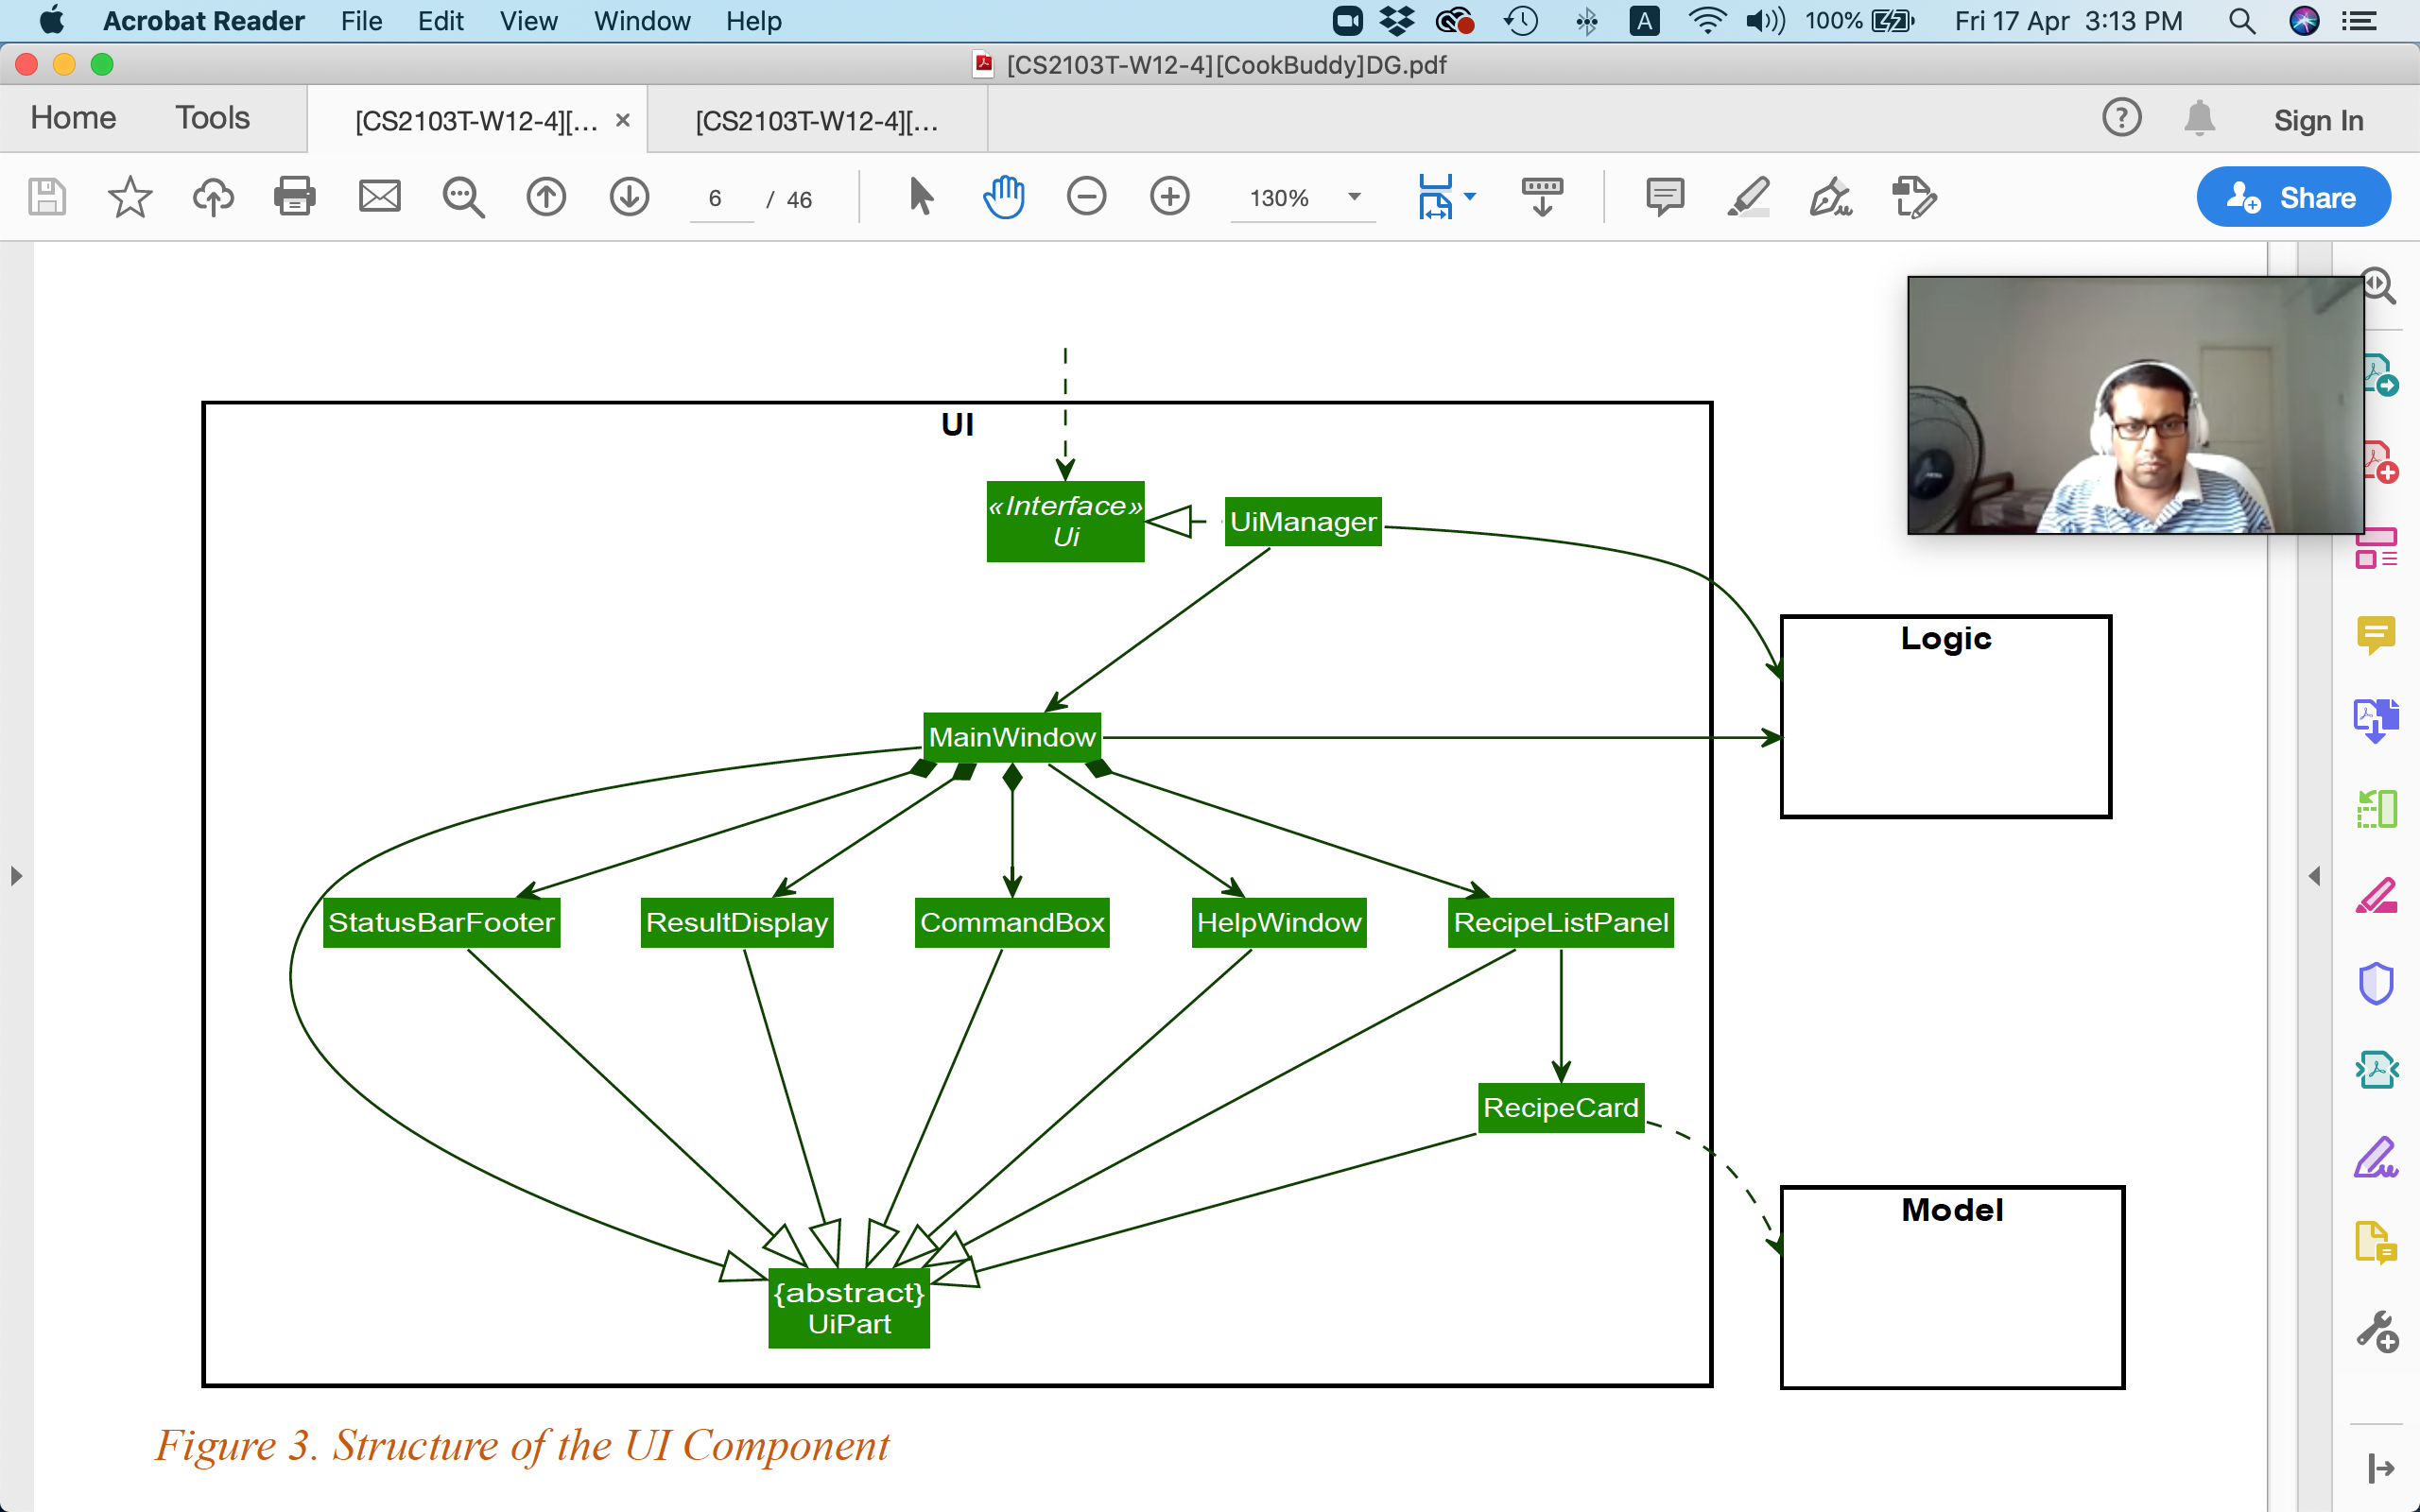 Acrobat Reader File Edit View Window Help A 100% Fri 17 Apr 3:13 PM
[CS2103T-W12-4][CookBuddy]DG.pdf
Home Tools [CS2103T-W12-4][... × [CS2103T-W12-4][... ? Sign In
6 / 46 130% Share
UI
«Interface»
Ui
UiManager
Logic
MainWindow
StatusBarFooter ResultDisplay CommandBox HelpWindow RecipeListPanel
RecipeCard
Model
{abstract}
UiPart
Figure 3. Structure of the UI Component